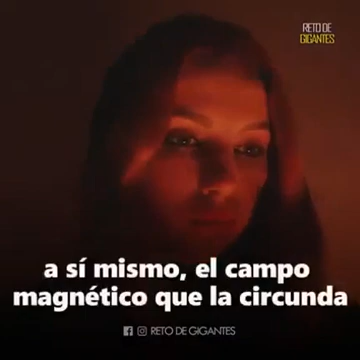 RETO DE
GIGANTES
a sí mismo, el campo
magnético que la circunda
RETO DE GIGANTES